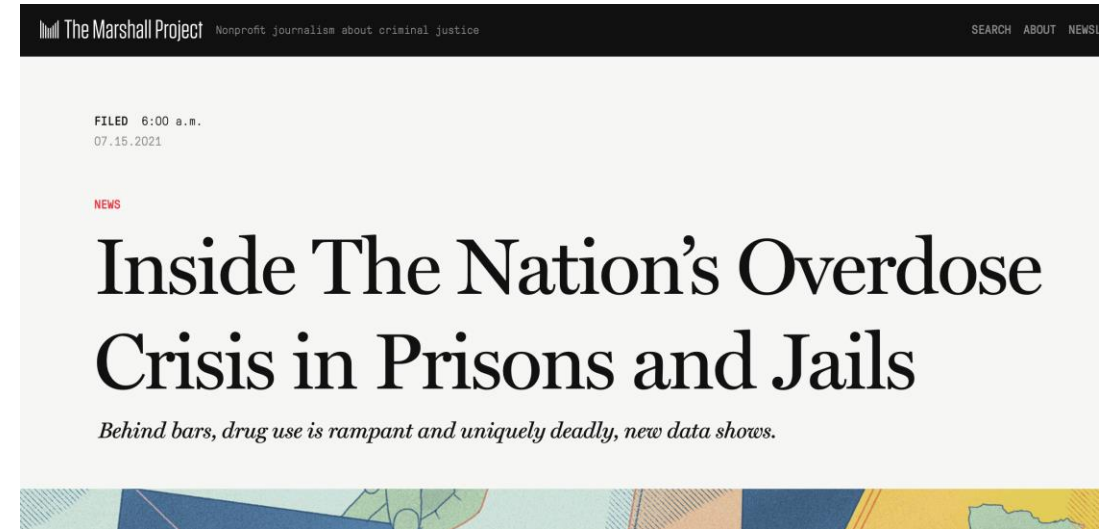 The Marshall Project Nonprofit journalism about criminal justice SEARCH ABOUT
FILED 6:00 a.m.
07.15.2021
NEWS
Inside The Nation’s Overdose
Crisis in Prisons and Jails
Behind bars, drug use is rampant and uniquely deadly, new data shows.